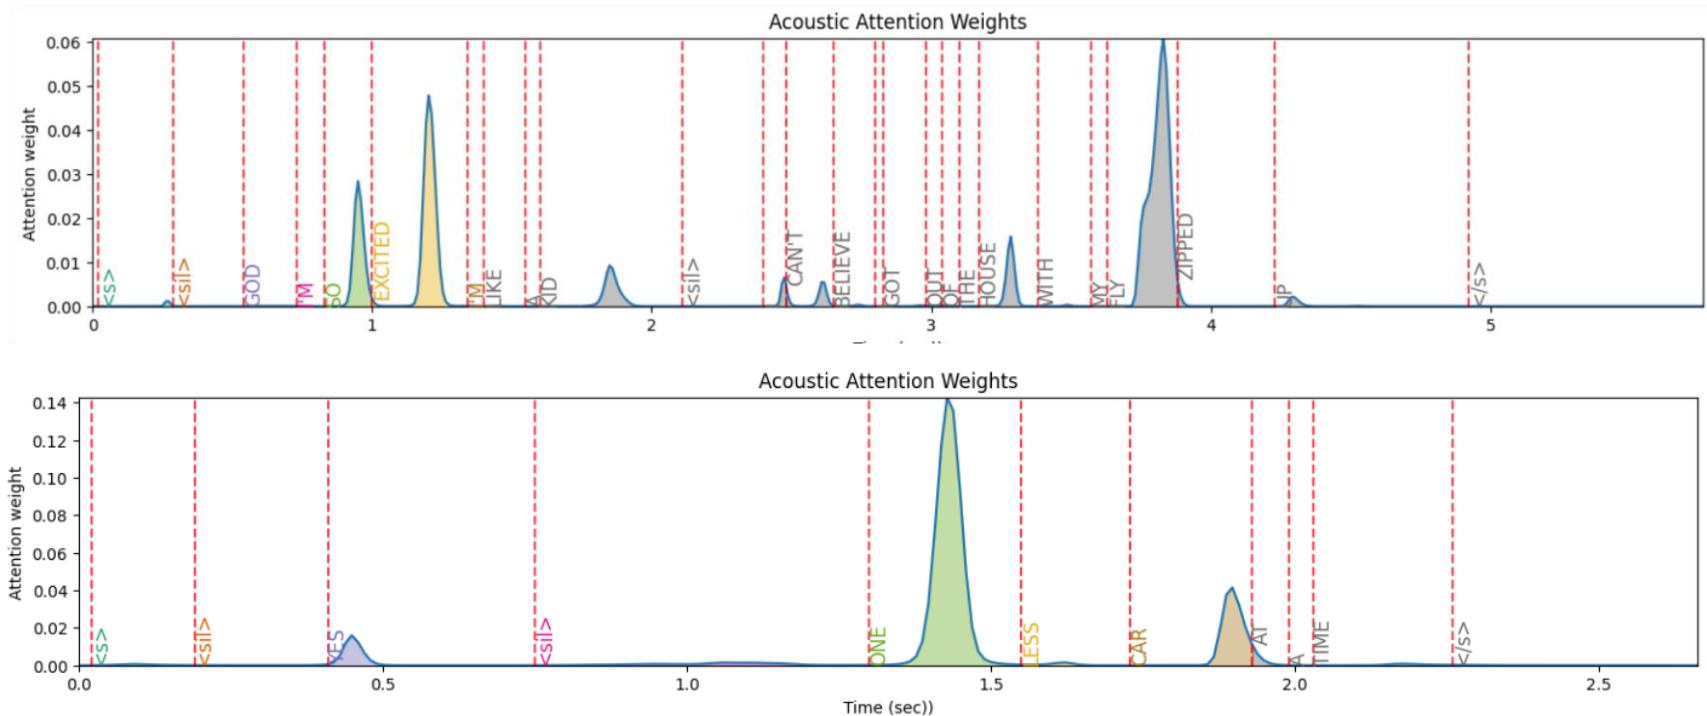 Acoustic Attention Weights
Attention weight
0.06
0.05
0.04
0.03
0.02
0.01
0.00
<s> <sil> GOD 'M SO EXCITED 'M LIKE A KID <sil> CAN'T BELIEVE GOT OUT OF THE HOUSE WITH MY FLY ZIPPED UP </s>
0 1 2 3 4 5
Acoustic Attention Weights
Attention weight
0.14
0.12
0.10
0.08
0.06
0.04
0.02
0.00
<s> <sil> YES <sil> ONE LESS CAR AT A TIME </s>
0.0 0.5 1.0 1.5 2.0 2.5
Time (sec))